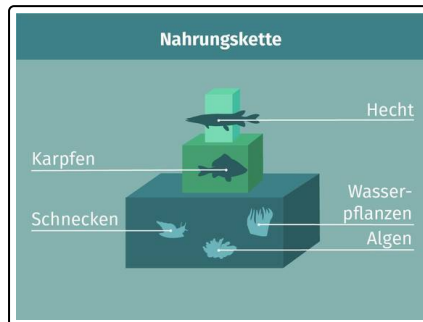 Nahrungskette
Hecht
Karpfen
Wasser-
pflanzen
Schnecken
Algen